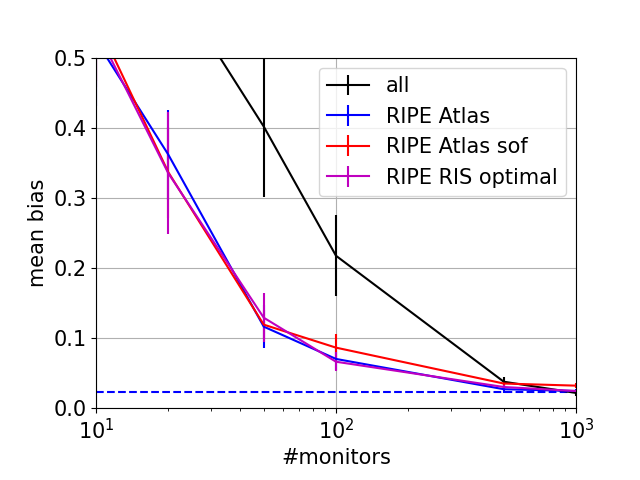 0.5
0.4
0.3
0.2
0.1
0.0
mean bias
all
RIPE Atlas
RIPE Atlas sof
RIPE RIS optimal
10¹ 10² 10³
#monitors